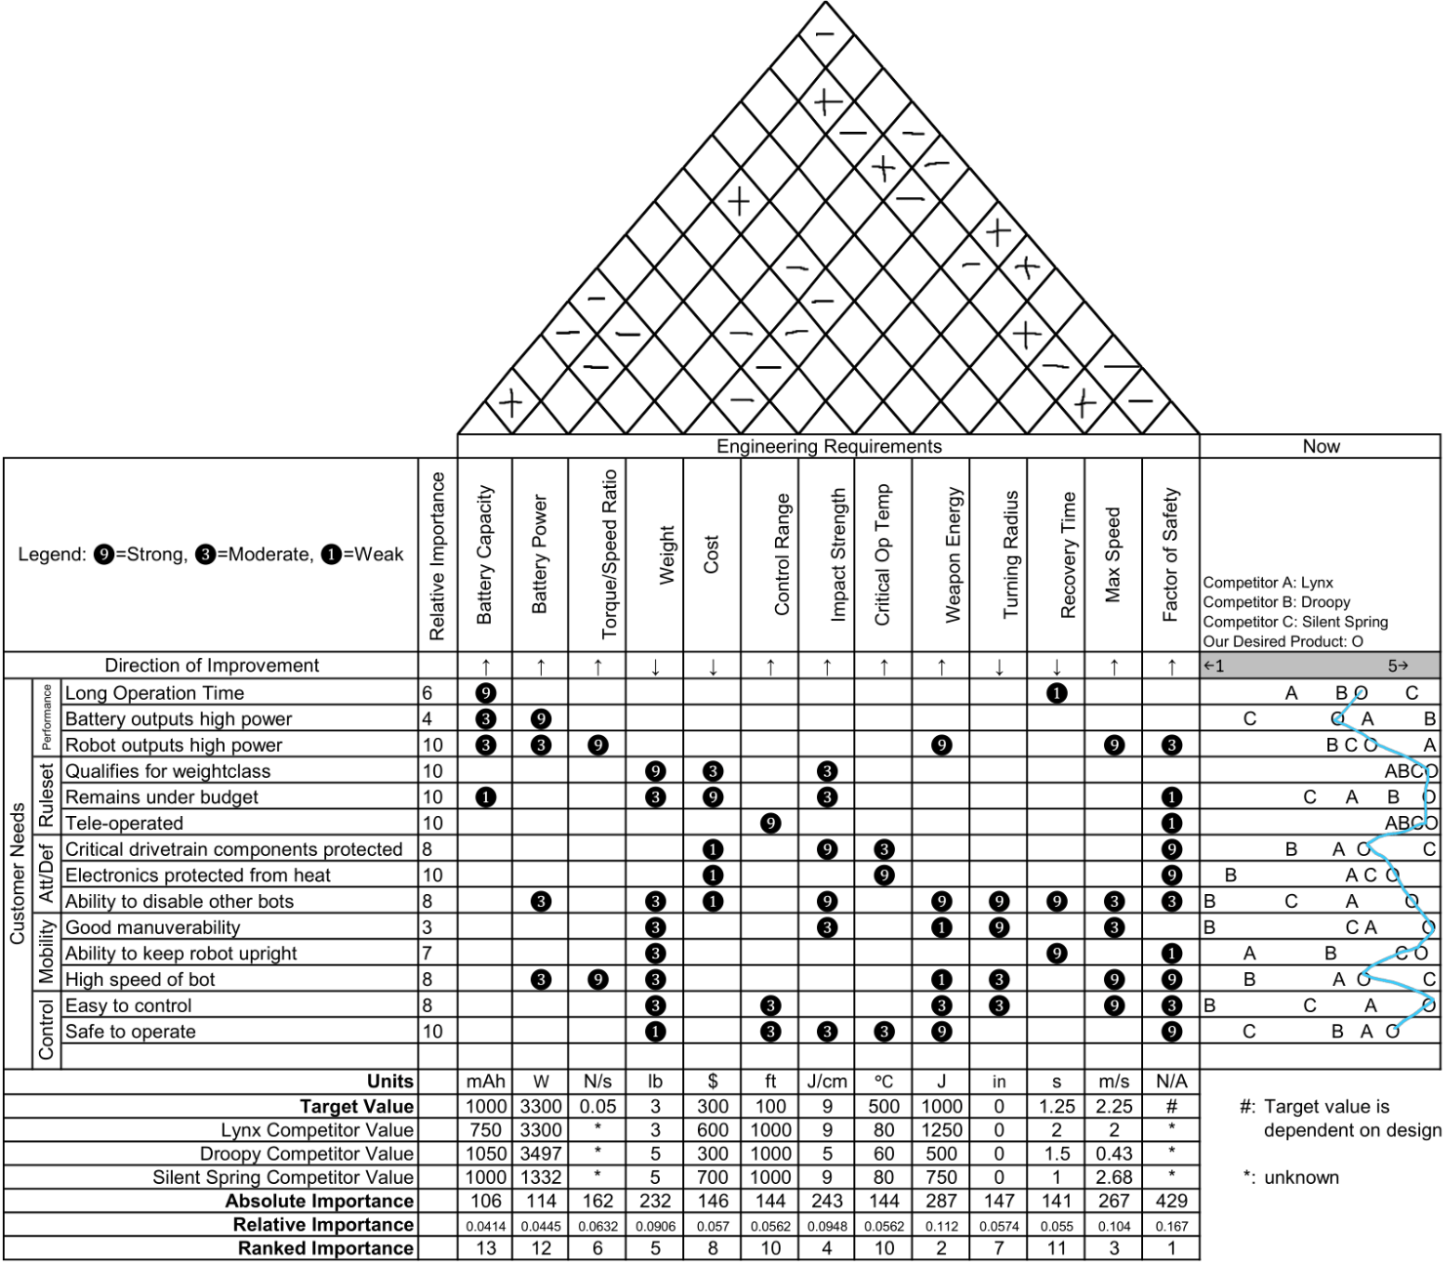 Engineering Requirements Now
Legend: 9=Strong, 3=Moderate, 1=Weak
Relative Importance
Battery Capacity
Battery Power
Torque/Speed Ratio
Weight
Cost
Control Range
Impact Strength
Critical Op Temp
Weapon Energy
Turning Radius
Recovery Time
Max Speed
Factor of Safety
Competitor A: Lynx
Competitor B: Droopy
Competitor C: Silent Spring
Our Desired Product: O
Direction of Improvement ↑ ↑ ↑ ↓ ↓ ↑ ↑ ↑ ↑ ↓ ↓ ↑ ↑ ←1 5→
Customer Needs
Performance
Long Operation Time 6 9 1 A B O C
Battery outputs high power 4 3 9 C O A B
Robot outputs high power 10 3 3 9 9 9 3 B C O A
Ruleset
Qualifies for weightclass 10 9 3 3 ABCO
Remains under budget 10 1 3 9 3 1 C A B O
Tele-operated 10 9 1 ABCO
Att/Def
Critical drivetrain components protected 8 1 9 3 9 B A O C
Electronics protected from heat 10 1 9 9 B A C O
Ability to disable other bots 8 3 3 1 9 9 9 9 3 3 B C A O
Mobility
Good manuverability 3 3 3 1 9 3 B C A O
Ability to keep robot upright 7 3 9 1 A B C O
High speed of bot 8 3 9 3 1 3 9 9 B A O C
Control
Easy to control 8 3 3 3 3 9 3 B C A O
Safe to operate 10 1 3 3 3 9 9 C B A O
Units mAh W N/s lb $ ft J/cm °C J in s m/s N/A
Target Value 1000 3300 0.05 3 300 100 9 500 1000 0 1.25 2.25 #
Lynx Competitor Value 750 3300 * 3 600 1000 9 80 1250 0 2 2 *
Droopy Competitor Value 1050 3497 * 5 300 1000 5 60 500 0 1.5 0.43 *
Silent Spring Competitor Value 1000 1332 * 5 700 1000 9 80 750 0 1 2.68 *
Absolute Importance 106 114 162 232 146 144 243 144 287 147 141 267 429
Relative Importance 0.0414 0.0445 0.0632 0.0906 0.057 0.0562 0.0948 0.0562 0.112 0.0574 0.055 0.104 0.167
Ranked Importance 13 12 6 5 8 10 4 10 2 7 11 3 1
#: Target value is
dependent on design
*: unknown